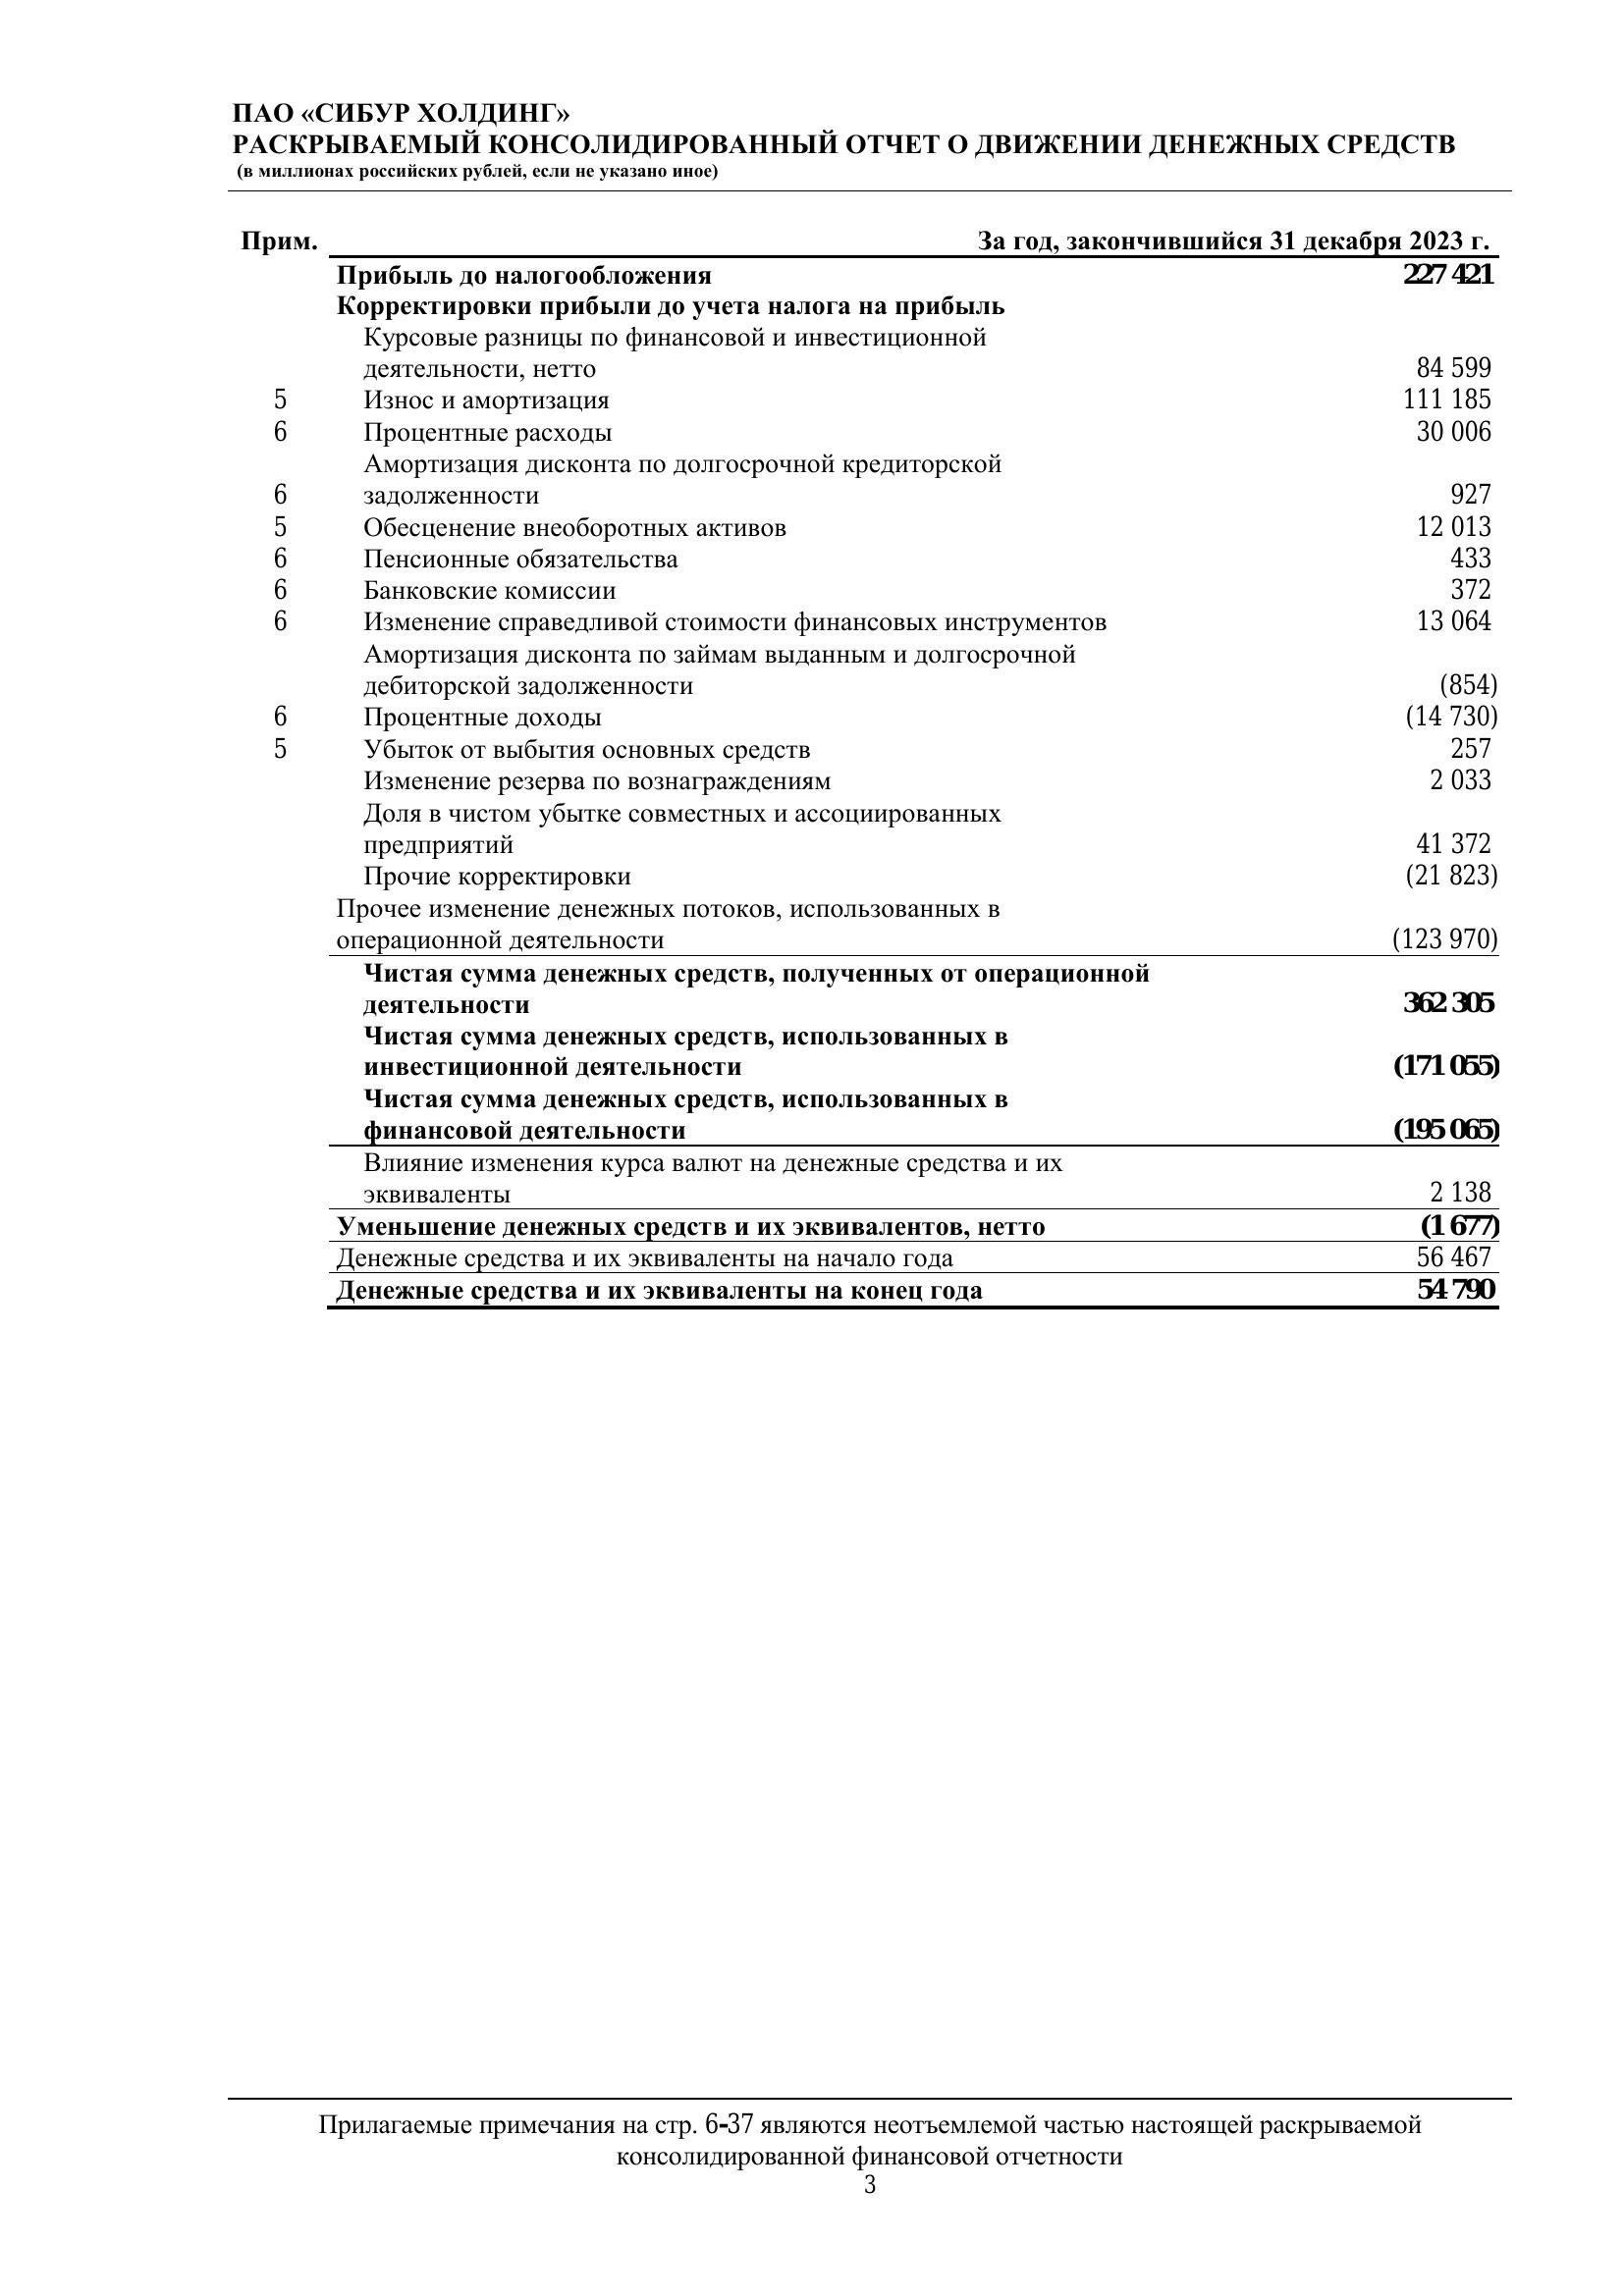 ПАО «СИБУР ХОЛДИНГ»
РАСКРЫВАЕМЫЙ КОНСОЛИДИРОВАННЫЙ ОТЧЕТ О ДВИЖЕНИИ ДЕНЕЖНЫХ СРЕДСТВ
(в миллионах российских рублей, если не указано иное)
Прим. За год, закончившийся 31 декабря 2023 г.
Прибыль до налогообложения 227 421
Корректировки прибыли до учета налога на прибыль
Курсовые разницы по финансовой и инвестиционной
деятельности, нетто 84 599
5 Износ и амортизация 111 185
6 Процентные расходы 30 006
Амортизация дисконта по долгосрочной кредиторской
6 задолженности 927
5 Обесценение внеоборотных активов 12 013
6 Пенсионные обязательства 433
6 Банковские комиссии 372
6 Изменение справедливой стоимости финансовых инструментов 13 064
Амортизация дисконта по займам выданным и долгосрочной
дебиторской задолженности (854)
6 Процентные доходы (14 730)
5 Убыток от выбытия основных средств 257
Изменение резерва по вознаграждениям 2 033
Доля в чистом убытке совместных и ассоциированных
предприятий 41 372
Прочие корректировки (21 823)
Прочее изменение денежных потоков, использованных в
операционной деятельности (123 970)
Чистая сумма денежных средств, полученных от операционной
деятельности 362 305
Чистая сумма денежных средств, использованных в
инвестиционной деятельности (171 055)
Чистая сумма денежных средств, использованных в
финансовой деятельности (195 065)
Влияние изменения курса валют на денежные средства и их
эквиваленты 2 138
Уменьшение денежных средств и их эквивалентов, нетто (1 677)
Денежные средства и их эквиваленты на начало года 56 467
Денежные средства и их эквиваленты на конец года 54 790
Прилагаемые примечания на стр. 6-37 являются неотъемлемой частью настоящей раскрываемой
консолидированной финансовой отчетности
3